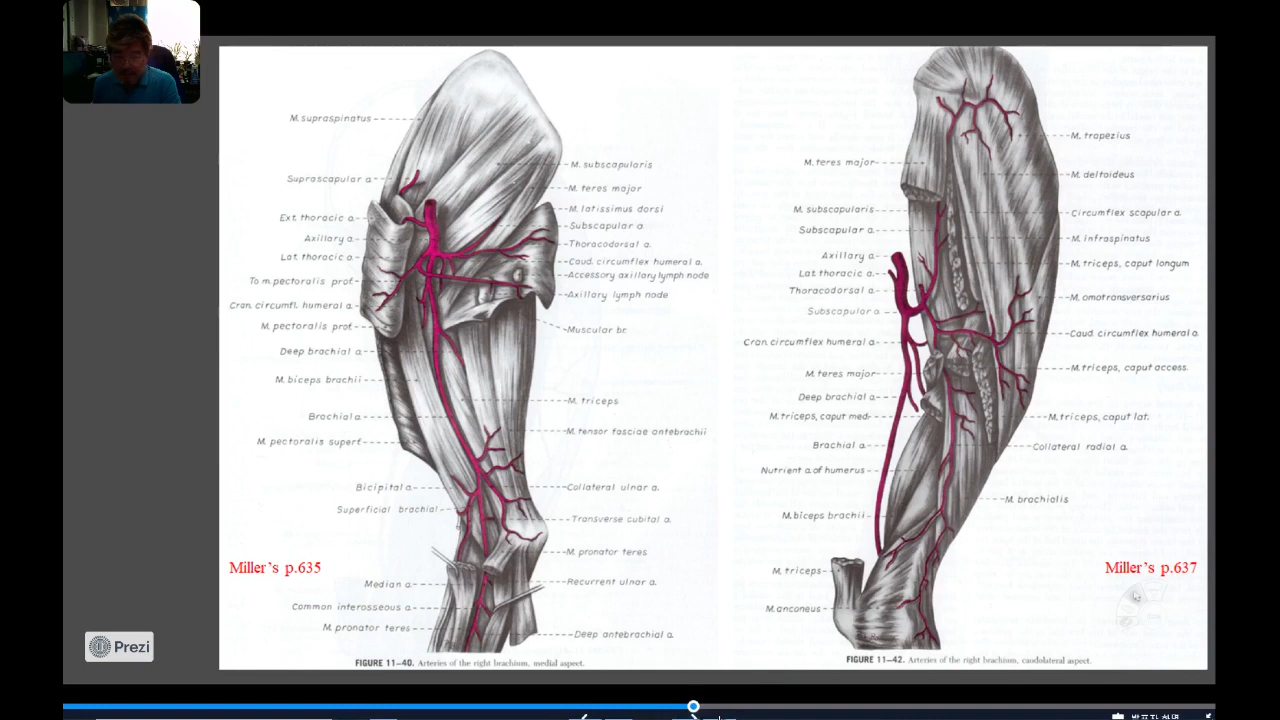 M. supraspinatus
Suprascapular a.
Ext. thoracic a.
Axillary a.
Lat. thoracic a.
To m. pectoralis prof.
Cran. circumfl. humeral a.
M. pectoralis prof.
Deep brachial a.
M. biceps brachii
Brachial a.
M. pectoralis superf.
Bicipital a.
Superficial brachial
Miller's p.635
Median a.
Common interosseous a.
M. pronator teres
M. subscapularis
M. teres major
M. latissimus dorsi
Subscapular a.
Thoracodorsal a.
Caud. circumflex humeral a.
Accessory axillary lymph node
Axillary lymph node
Muscular br.
M. triceps
M. tensor fasciae antebrachii
Collateral ulnar a.
Transverse cubital a.
M. pronator teres
Recurrent ulnar a.
Deep antebrachial a.
FIGURE 11–40. Arteries of the right brachium, medial aspect.
M. teres major
M. subscapularis
Subscapular a.
Axillary a.
Lat. thoracic a.
Thoracodorsal a.
Subscapular a.
Cran. circumflex humeral a.
M. teres major
Deep brachial a.
M. triceps, caput med.
Brachial a.
Nutrient a. of humerus
M. biceps brachii
M. triceps
M. anconeus
M. trapezius
M. deltoideus
Circumflex scapular a.
M. infraspinatus
M. triceps, caput longum
M. omotransversarius
Caud. circumflex humeral a.
M. triceps, caput access.
M. triceps, caput lat.
Collateral radial a.
M. brachialis
Miller's p.637
FIGURE 11–42. Arteries of the right brachium, caudolateral aspect.
Prezi